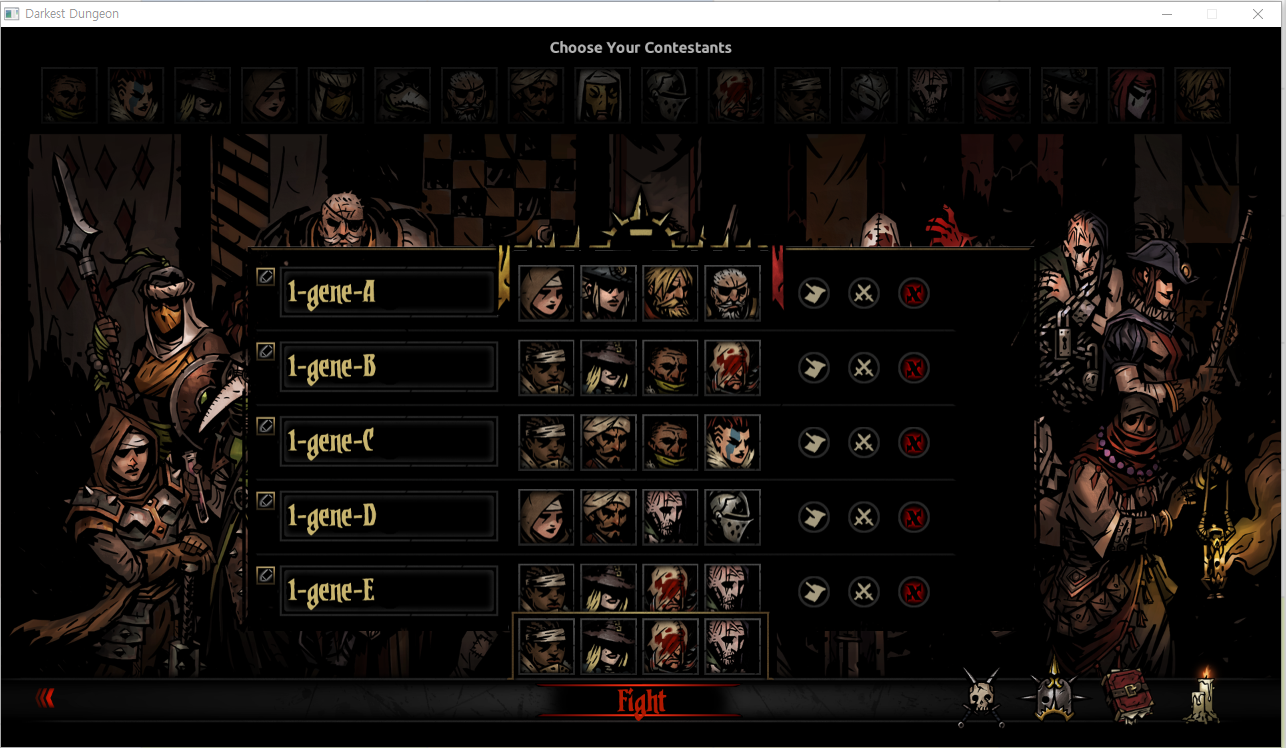 Darkest Dungeon
Choose Your Contestants
1-gene-A
1-gene-B
1-gene-C
1-gene-D
1-gene-E
Fight